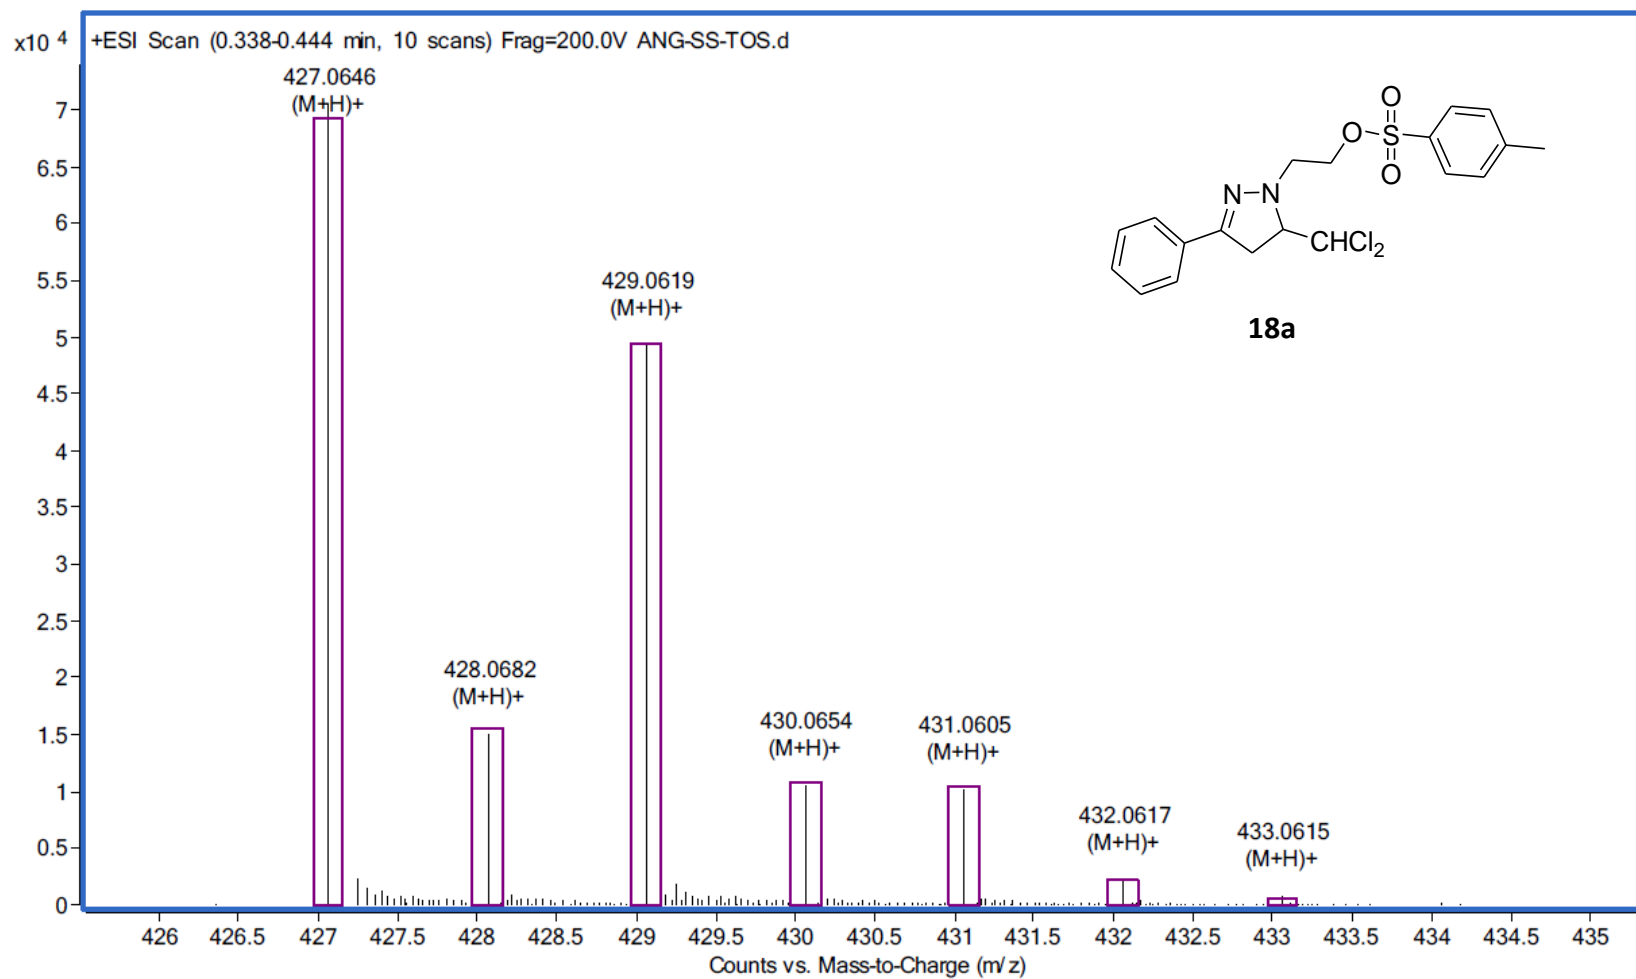 x10 4
+ESI Scan (0.338-0.444 min, 10 scans) Frag=200.0V ANG-SS-TOS.d
427.0646
(M+H)+
428.0682
(M+H)+
429.0619
(M+H)+
430.0654
(M+H)+
431.0605
(M+H)+
432.0617
(M+H)+
433.0615
(M+H)+
O
O
S
O
N
N
CHCl2
18a
7
6.5
6
5.5
5
4.5
4
3.5
3
2.5
2
1.5
1
0.5
0
426 426.5 427 427.5 428 428.5 429 429.5 430 430.5 431 431.5 432 432.5 433 433.5 434 434.5 435
Counts vs. Mass-to-Charge (m/z)